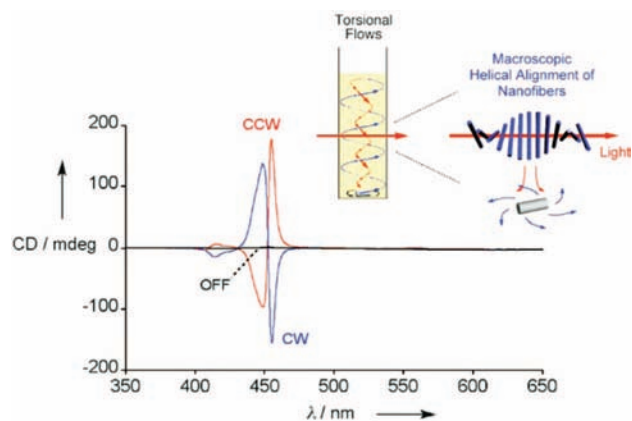 Torsional
Flows
Macroscopic
Helical Alignment of
Nanofibers
Light
200
CCW
100
CD / mdeg
0
OFF
-100
CW
-200
350
400
450
500
550
600
650
λ / nm